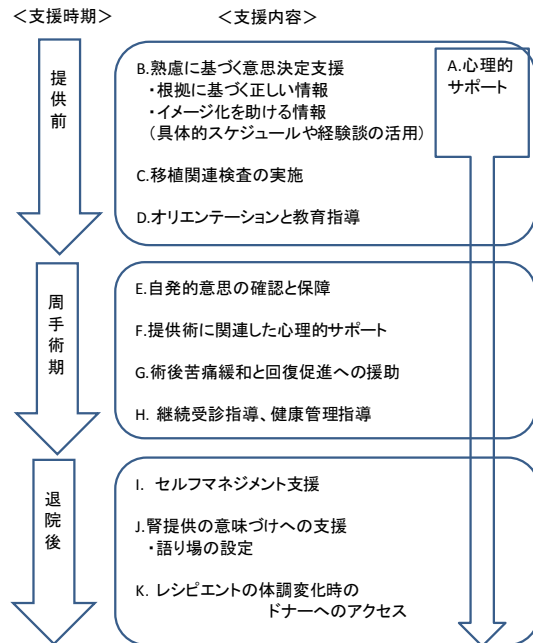 ＜支援時期＞ ＜支援内容＞
提供前
B.熟慮に基づく意思決定支援
・根拠に基づく正しい情報
・イメージ化を助ける情報
（具体的スケジュールや経験談の活用）
C.移植関連検査の実施
D.オリエンテーションと教育指導
A.心理的
サポート
周手術期
E.自発的意思の確認と保障
F.提供術に関連した心理的サポート
G.術後苦痛緩和と回復促進への援助
H. 継続受診指導、健康管理指導
退院後
I. セルフマネジメント支援
J.腎提供の意味づけへの支援
・語り場の設定
K. レシピエントの体調変化時の
ドナーへのアクセス